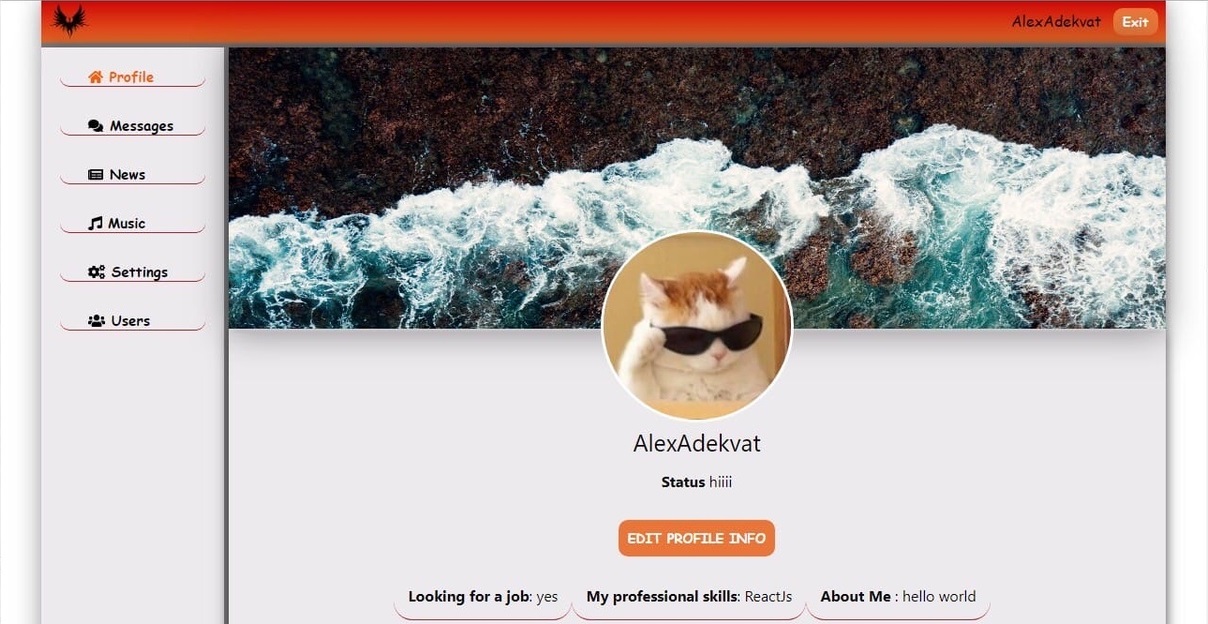 AlexAdekvat Exit
Profile
Messages
News
Music
Settings
Users
AlexAdekvat
Status hiiii
EDIT PROFILE INFO
Looking for a job: yes My professional skills: ReactJs About Me : hello world